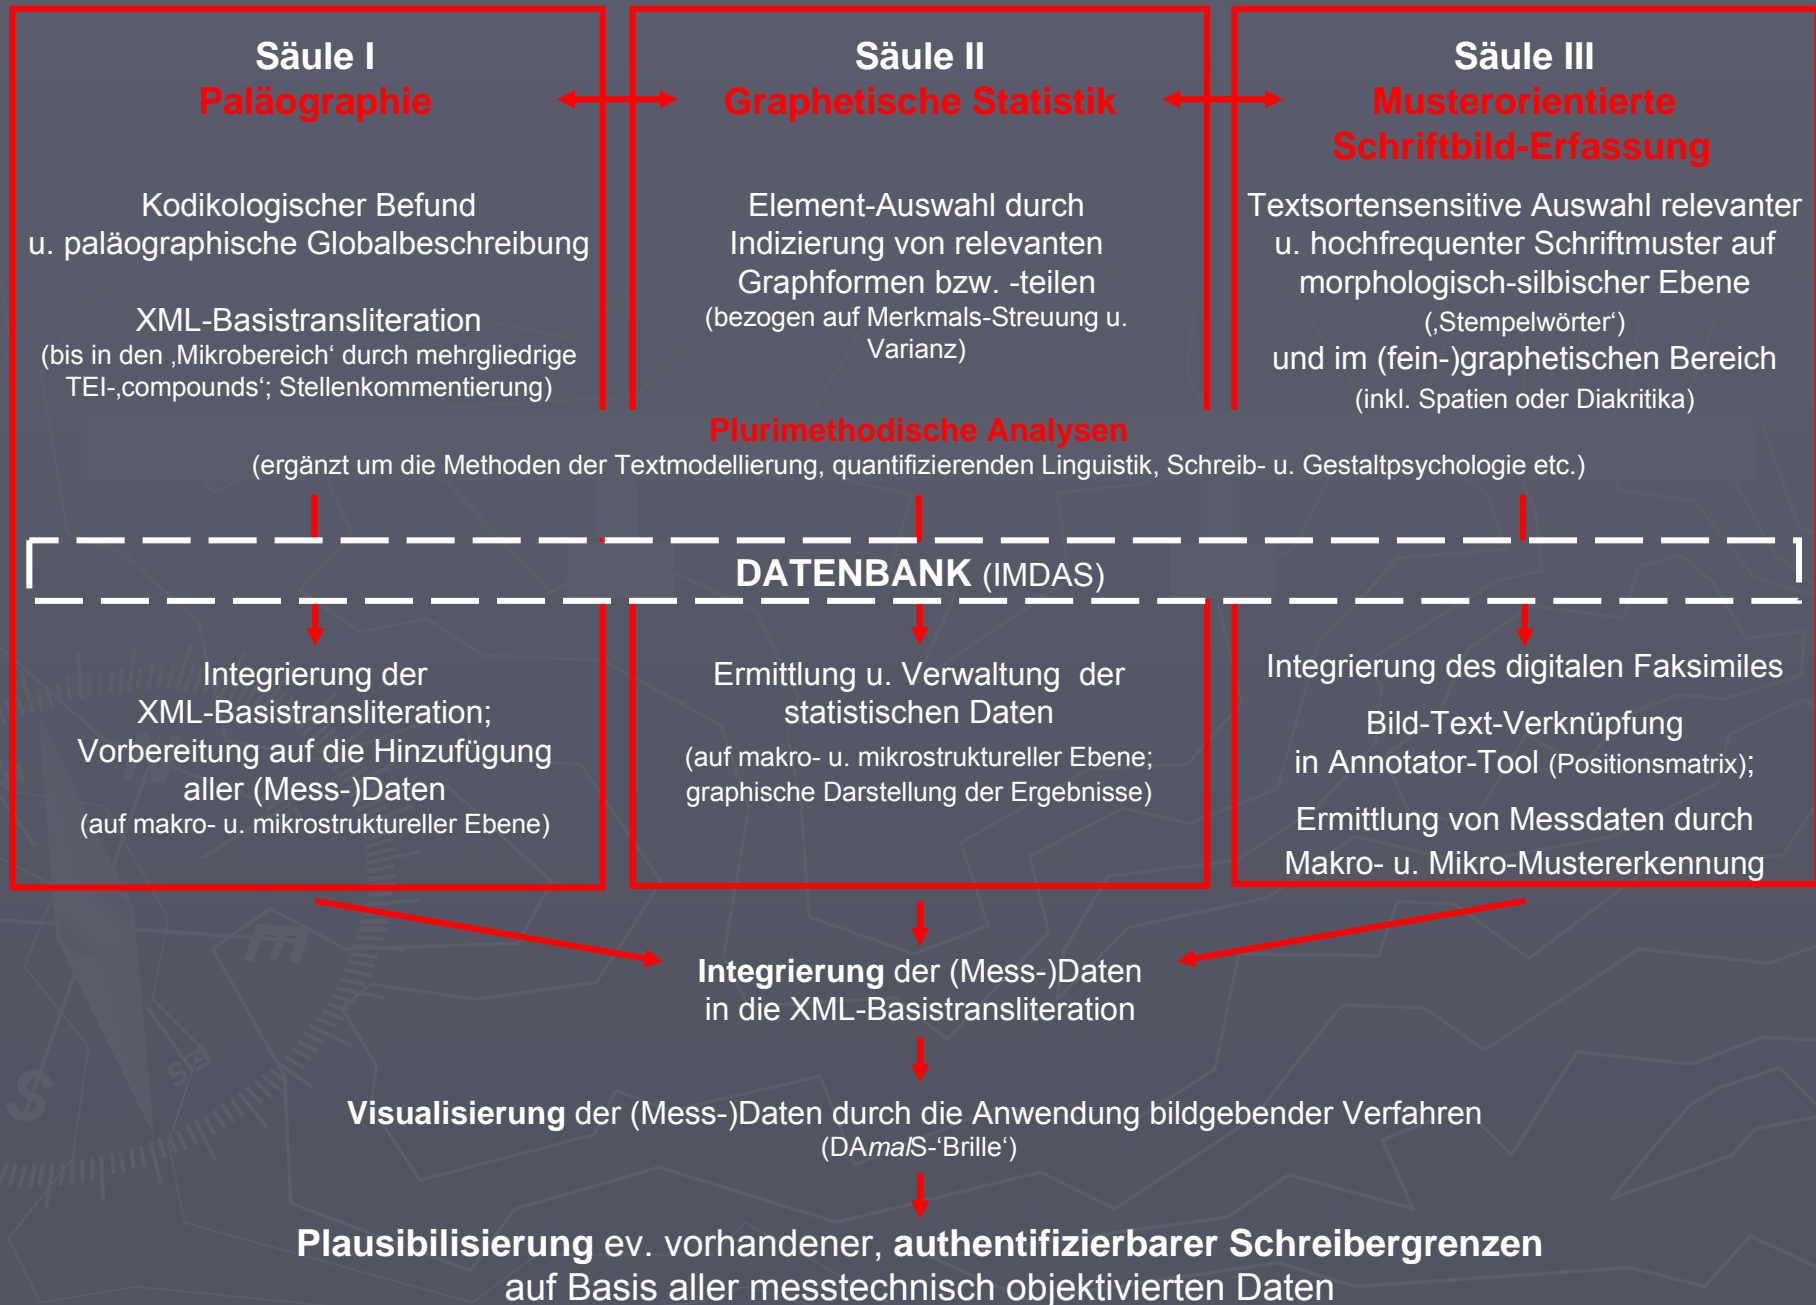 Säule I
Paläographie
Kodikologischer Befund
u. paläographische Globalbeschreibung
XML-Basistransliteration
(bis in den ‚Mikrobereich‘ durch mehrgliedrige
TEI-‚compounds‘; Stellenkommentierung)
Säule II
Graphetische Statistik
Element-Auswahl durch
Indizierung von relevanten
Graphformen bzw. -teilen
(bezogen auf Merkmals-Streuung u.
Varianz)
Säule III
Musterorientierte
Schriftbild-Erfassung
Textsortensensitive Auswahl relevanter
u. hochfrequenter Schriftmuster auf
morphologisch-silbischer Ebene
(‚Stempelwörter‘)
und im (fein-)graphetischen Bereich
(inkl. Spatien oder Diakritika)
Plurimethodische Analysen
(ergänzt um die Methoden der Textmodellierung, quantifizierenden Linguistik, Schreib- u. Gestaltpsychologie etc.)
DATENBANK (IMDAS)
Integrierung der
XML-Basistransliteration;
Vorbereitung auf die Hinzufügung
aller (Mess-)Daten
(auf makro- u. mikrostruktureller Ebene)
Ermittlung u. Verwaltung der
statistischen Daten
(auf makro- u. mikrostruktureller Ebene;
graphische Darstellung der Ergebnisse)
Integrierung des digitalen Faksimiles
Bild-Text-Verknüpfung
in Annotator-Tool (Positionsmatrix);
Ermittlung von Messdaten durch
Makro- u. Mikro-Mustererkennung
Integrierung der (Mess-)Daten
in die XML-Basistransliteration
Visualisierung der (Mess-)Daten durch die Anwendung bildgebender Verfahren
(DAmalS-‘Brille‘)
Plausibilisierung ev. vorhandener, authentifizierbarer Schreibergrenzen
auf Basis aller messtechnisch objektivierten Daten
N
E
ES
S